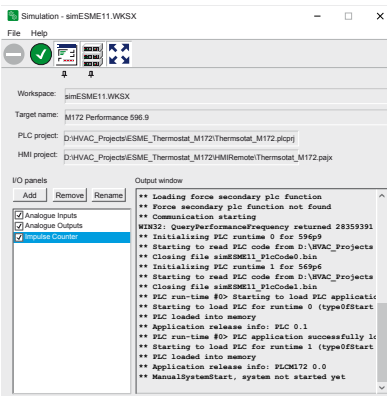 Simulation - simESME11.WKSX
File Help
Workspace: simESME11.WKSX
Target name: M172 Performance 596.9
PLC project: D:\HVAC_Projects\ESME_Thermostat_M172\Thermsotat_M172.plcprj
HMI project: D:\HVAC_Projects\ESME_Thermostat_M172\HMIRemote\Thermsotat_M172.pajx
I/O panels
Add Remove Rename
Analogue Inputs
Analogue Outputs
Impulse Counter
Output window
** Loading force secondary plc function
** Force secondary plc function not found
** Communication starting
WIN32: QueryPerformanceFrequency returned 28359391
** Initializing PLC runtime 0 for 596p9
** Starting to read PLC code from D:\HVAC_Projects
** Closing file simESME11_PlcCode0.bin
** Initializing PLC runtime 1 for 569p6
** Starting to read PLC code from D:\HVAC_Projects
** Closing file simESME11_PlcCode1.bin
** PLC run-time #0> Starting to load PLC applicatic
** Starting to load PLC for runtime 0 (type0fStart
** PLC loaded into memory
** Application release info: PLC 0.1
** PLC run-time #0> PLC application successfully lo
** Starting to load PLC for runtime 1 (type0fStart
** PLC loaded into memory
** Application release info: PLCM172 0.0
** ManualSystemStart, system not started yet